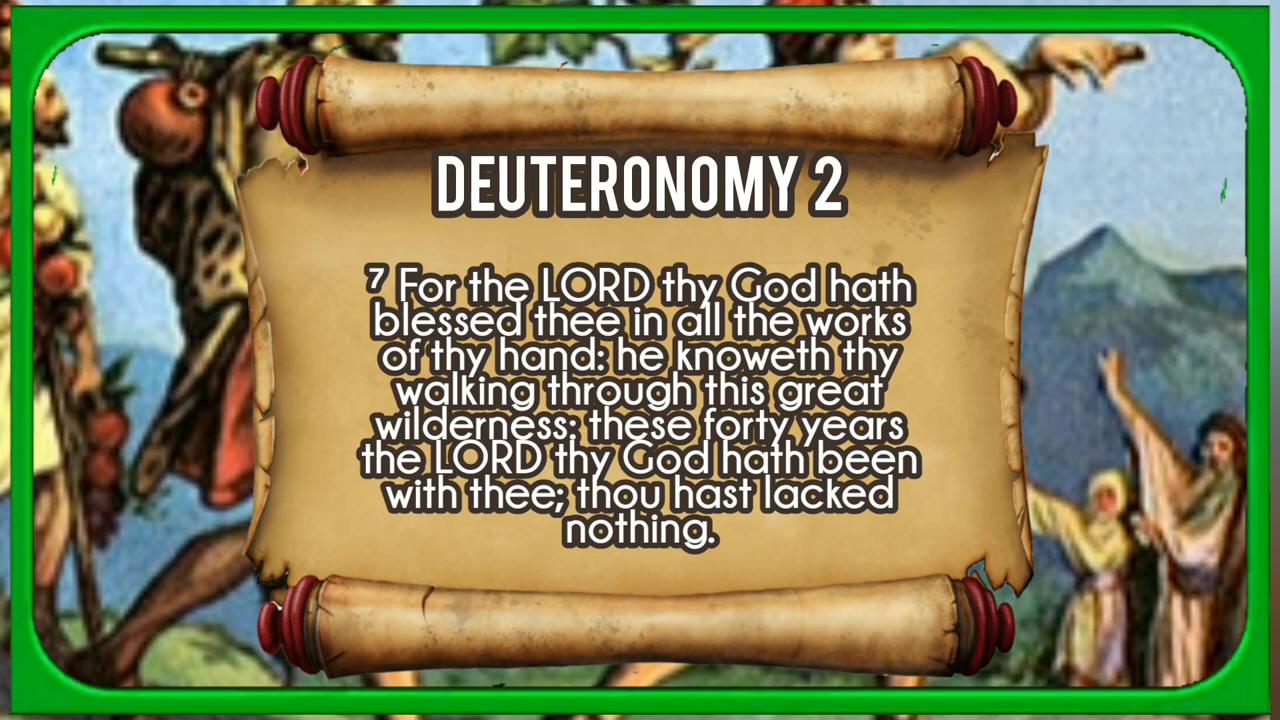 DEUTERONOMY 2
7 For the LORD thy God hath
blessed thee in all the works
of thy hand: he knoweth thy
walking through this great
wilderness: these forty years
the LORD thy God hath been
with thee; thou hast lacked
nothing.